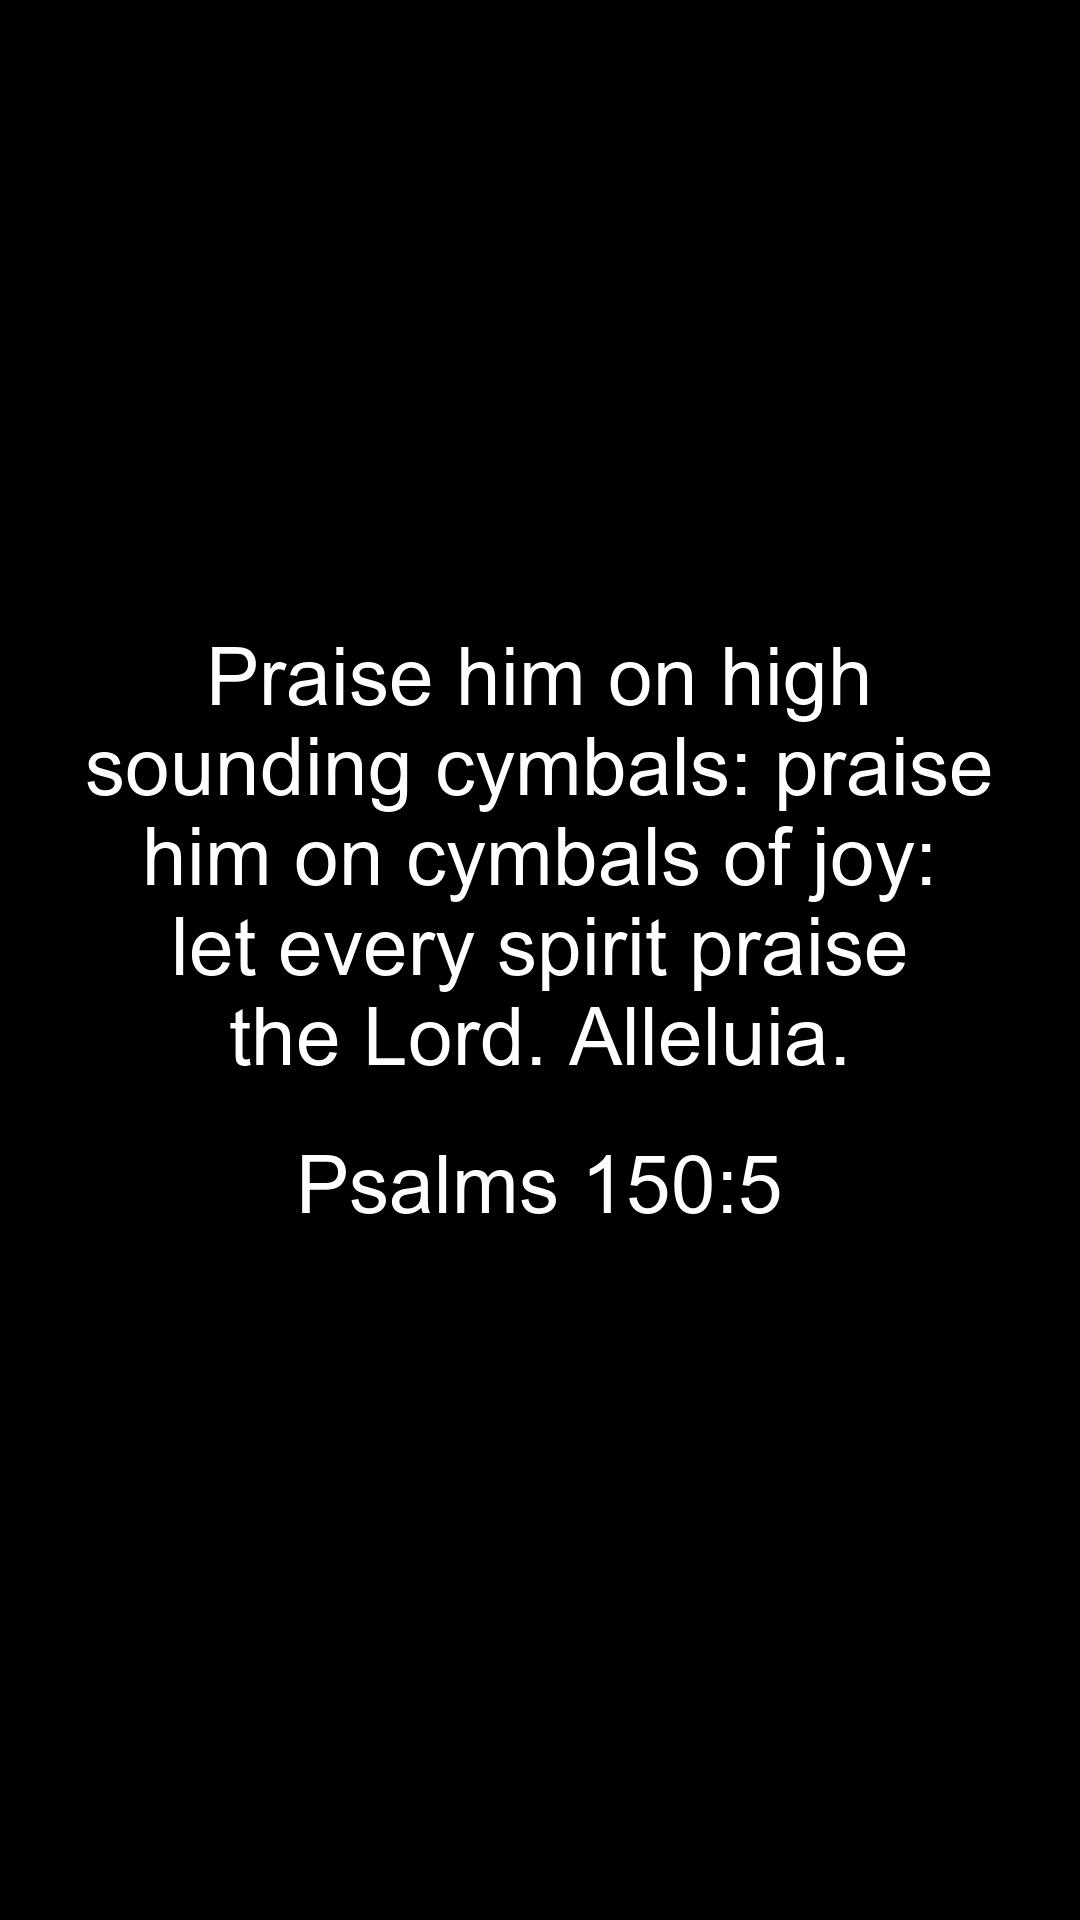 Praise him on high
sounding cymbals: praise
him on cymbals of joy:
let every spirit praise
the Lord. Alleluia.
Psalms 150:5